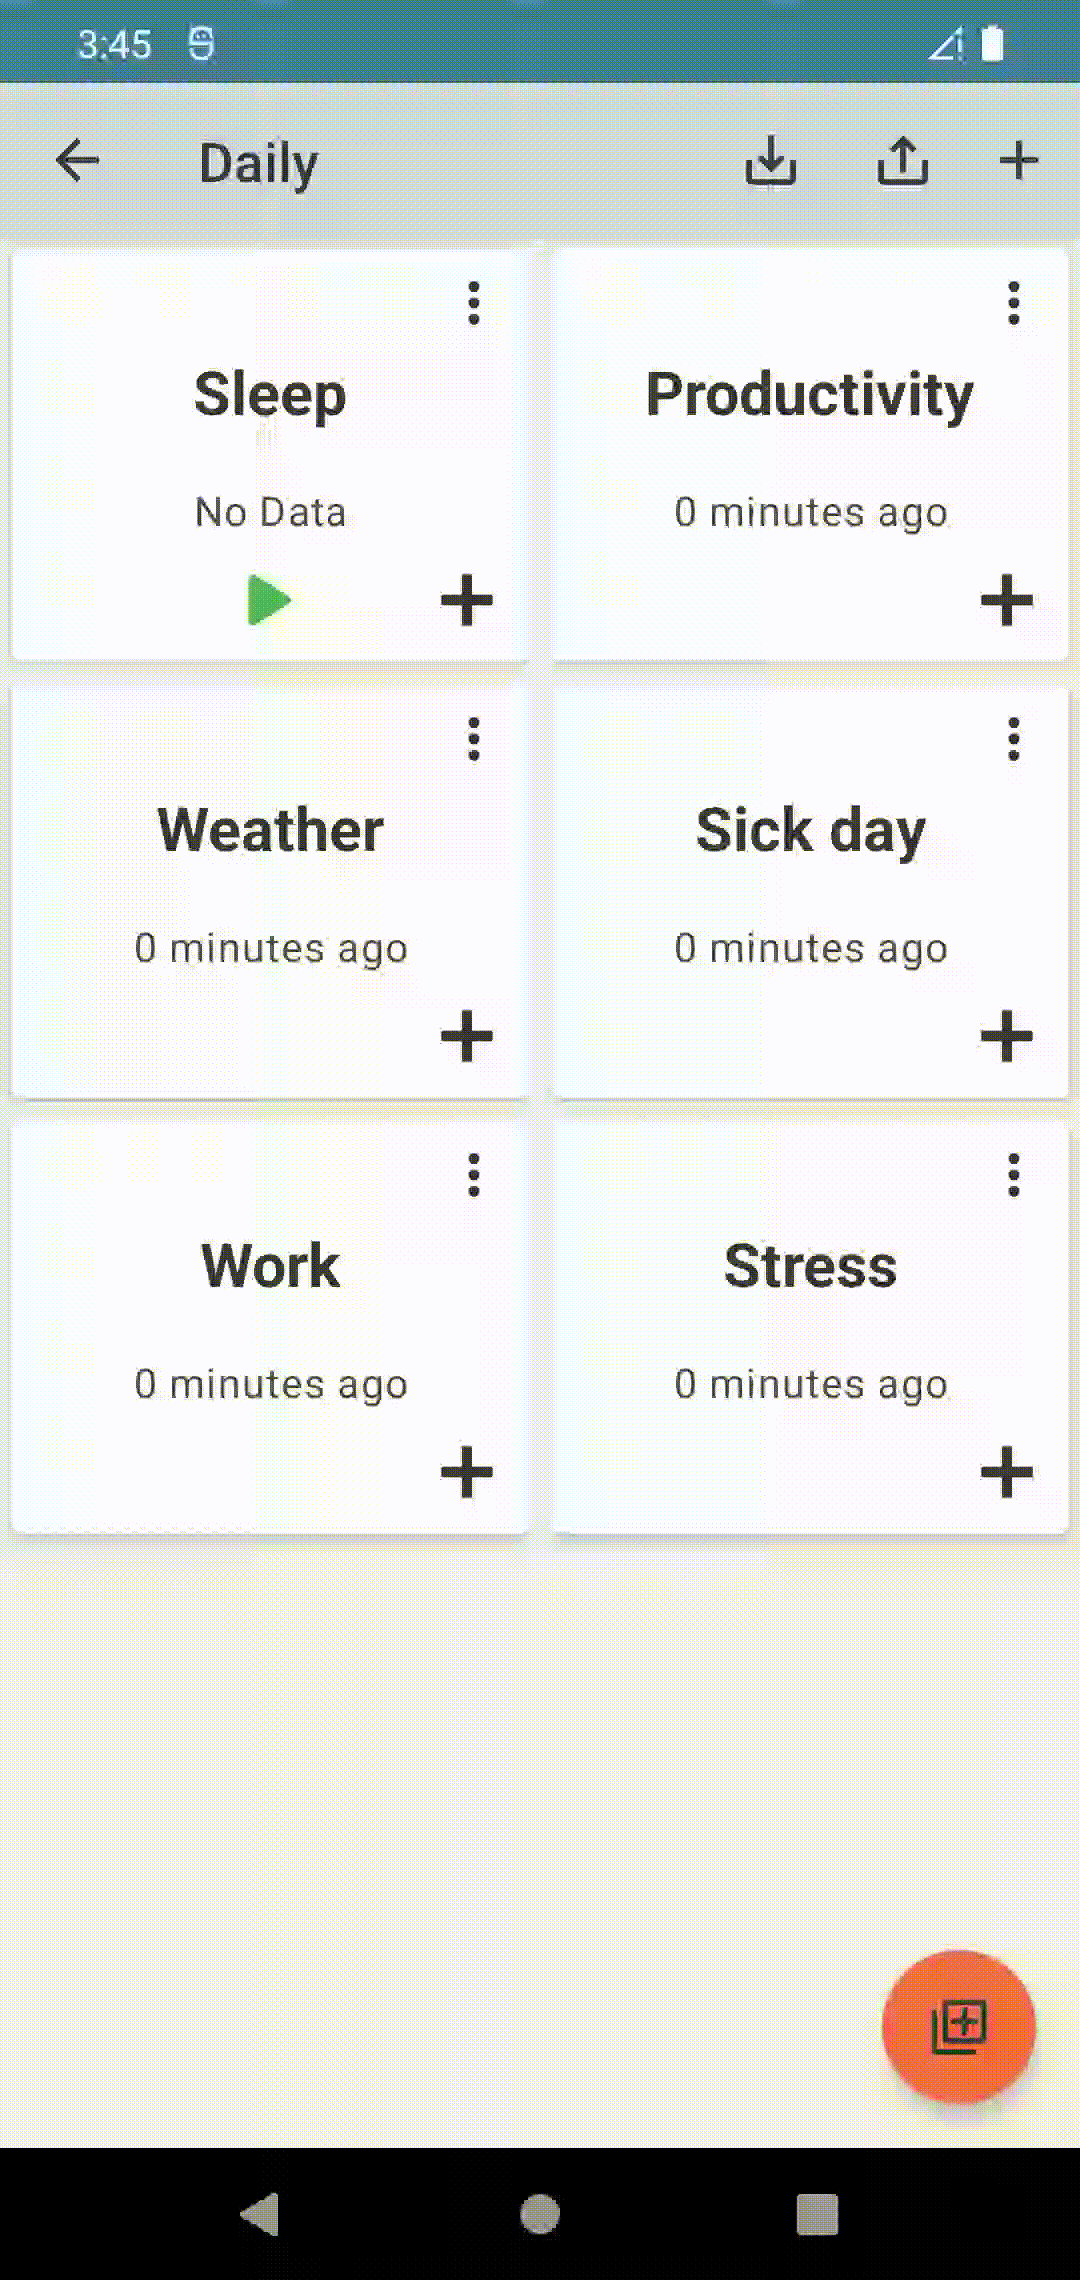 3:45
Daily
Sleep
No Data
Productivity
0 minutes ago
Weather
0 minutes ago
Sick day
0 minutes ago
Work
0 minutes ago
Stress
0 minutes ago